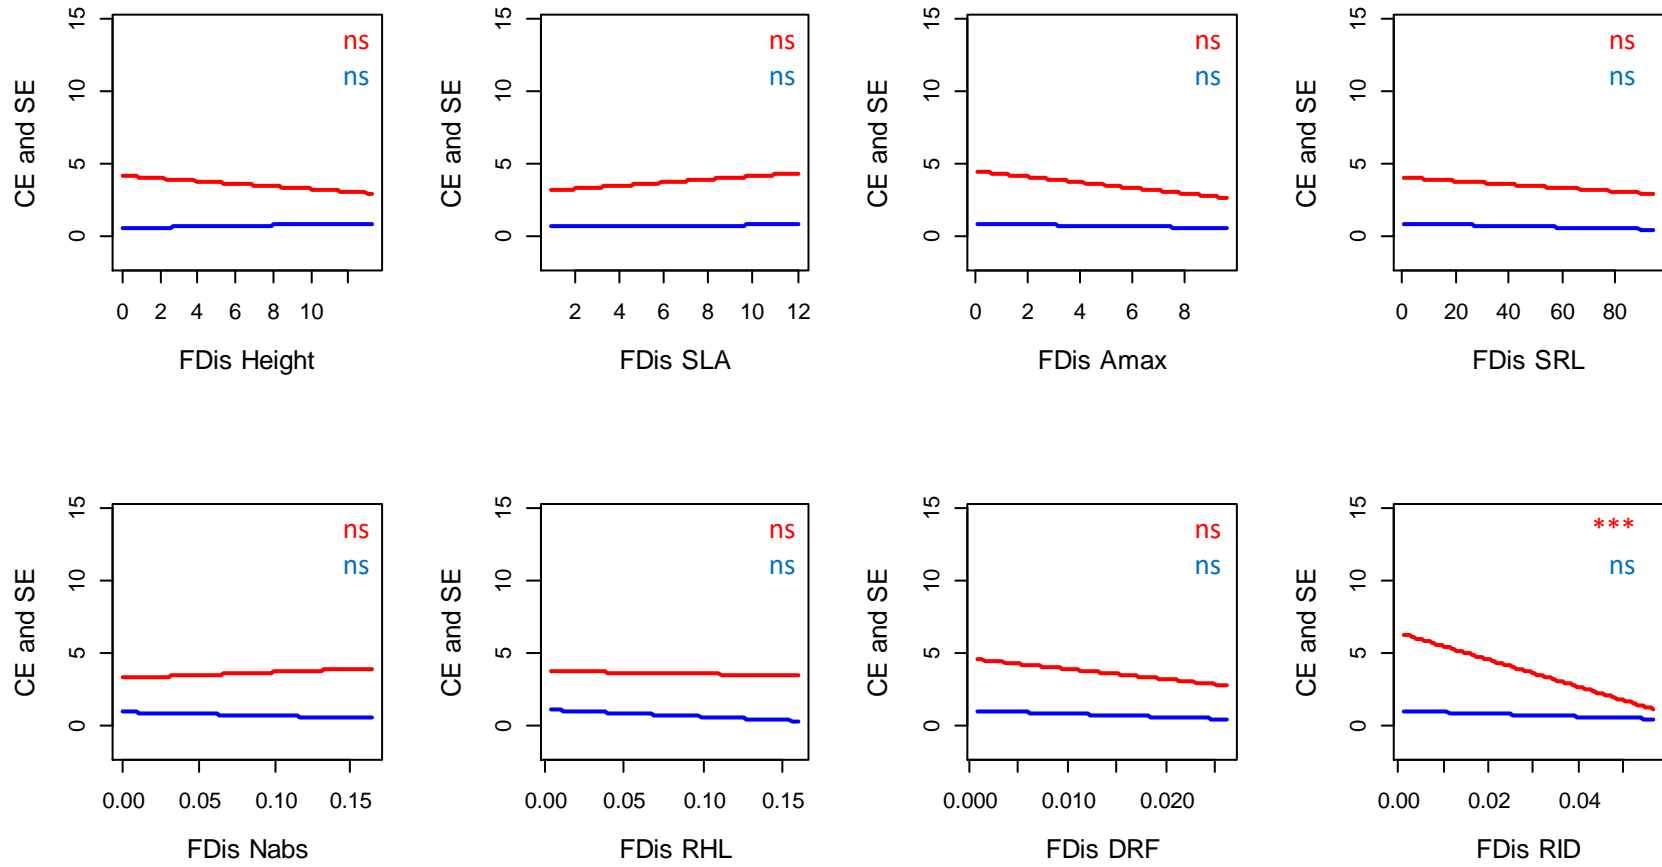 15
10
5
0
CE and SE
ns
ns
0 2 4 6 8 10
FDis Height
15
10
5
0
CE and SE
ns
ns
2 4 6 8 10 12
FDis SLA
15
10
5
0
CE and SE
ns
ns
0 2 4 6 8
FDis Amax
15
10
5
0
CE and SE
ns
ns
0 20 40 60 80
FDis SRL
15
10
5
0
CE and SE
ns
ns
0.00 0.05 0.10 0.15
FDis Nabs
15
10
5
0
CE and SE
ns
ns
0.00 0.05 0.10 0.15
FDis RHL
15
10
5
0
CE and SE
ns
ns
0.000 0.010 0.020
FDis DRF
15
10
5
0
CE and SE
***
ns
0.00 0.02 0.04
FDis RID